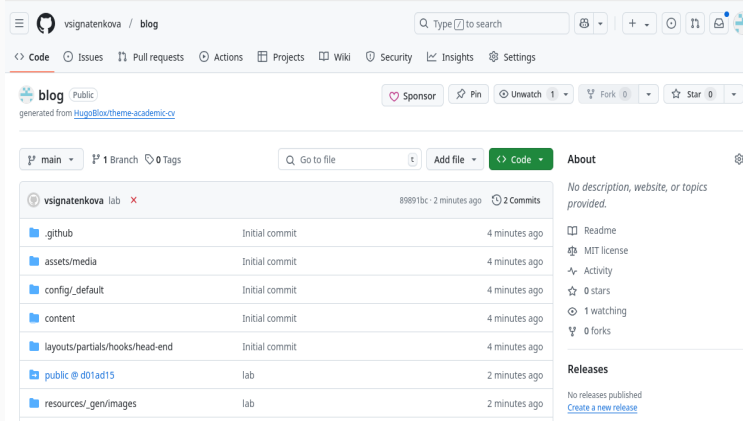 vsignatenkova / blog
Type / to search
Code Issues Pull requests Actions Projects Wiki Security Insights Settings
blog Public
Sponsor Pin Unwatch 1 Fork 0 Star 0
generated from HugoBlox/theme-academic-cv
main 1 Branch 0 Tags Go to file t Add file Code
About
No description, website, or topics provided.
vsignatenkova lab 89891bc · 2 minutes ago 2 Commits
.github Initial commit 4 minutes ago
assets/media Initial commit 4 minutes ago
config/_default Initial commit 4 minutes ago
content Initial commit 4 minutes ago
layouts/partials/hooks/head-end Initial commit 4 minutes ago
public @ d01ad15 lab 2 minutes ago
resources/_gen/images lab 2 minutes ago
Readme
MIT license
Activity
0 stars
1 watching
0 forks
Releases
No releases published
Create a new release